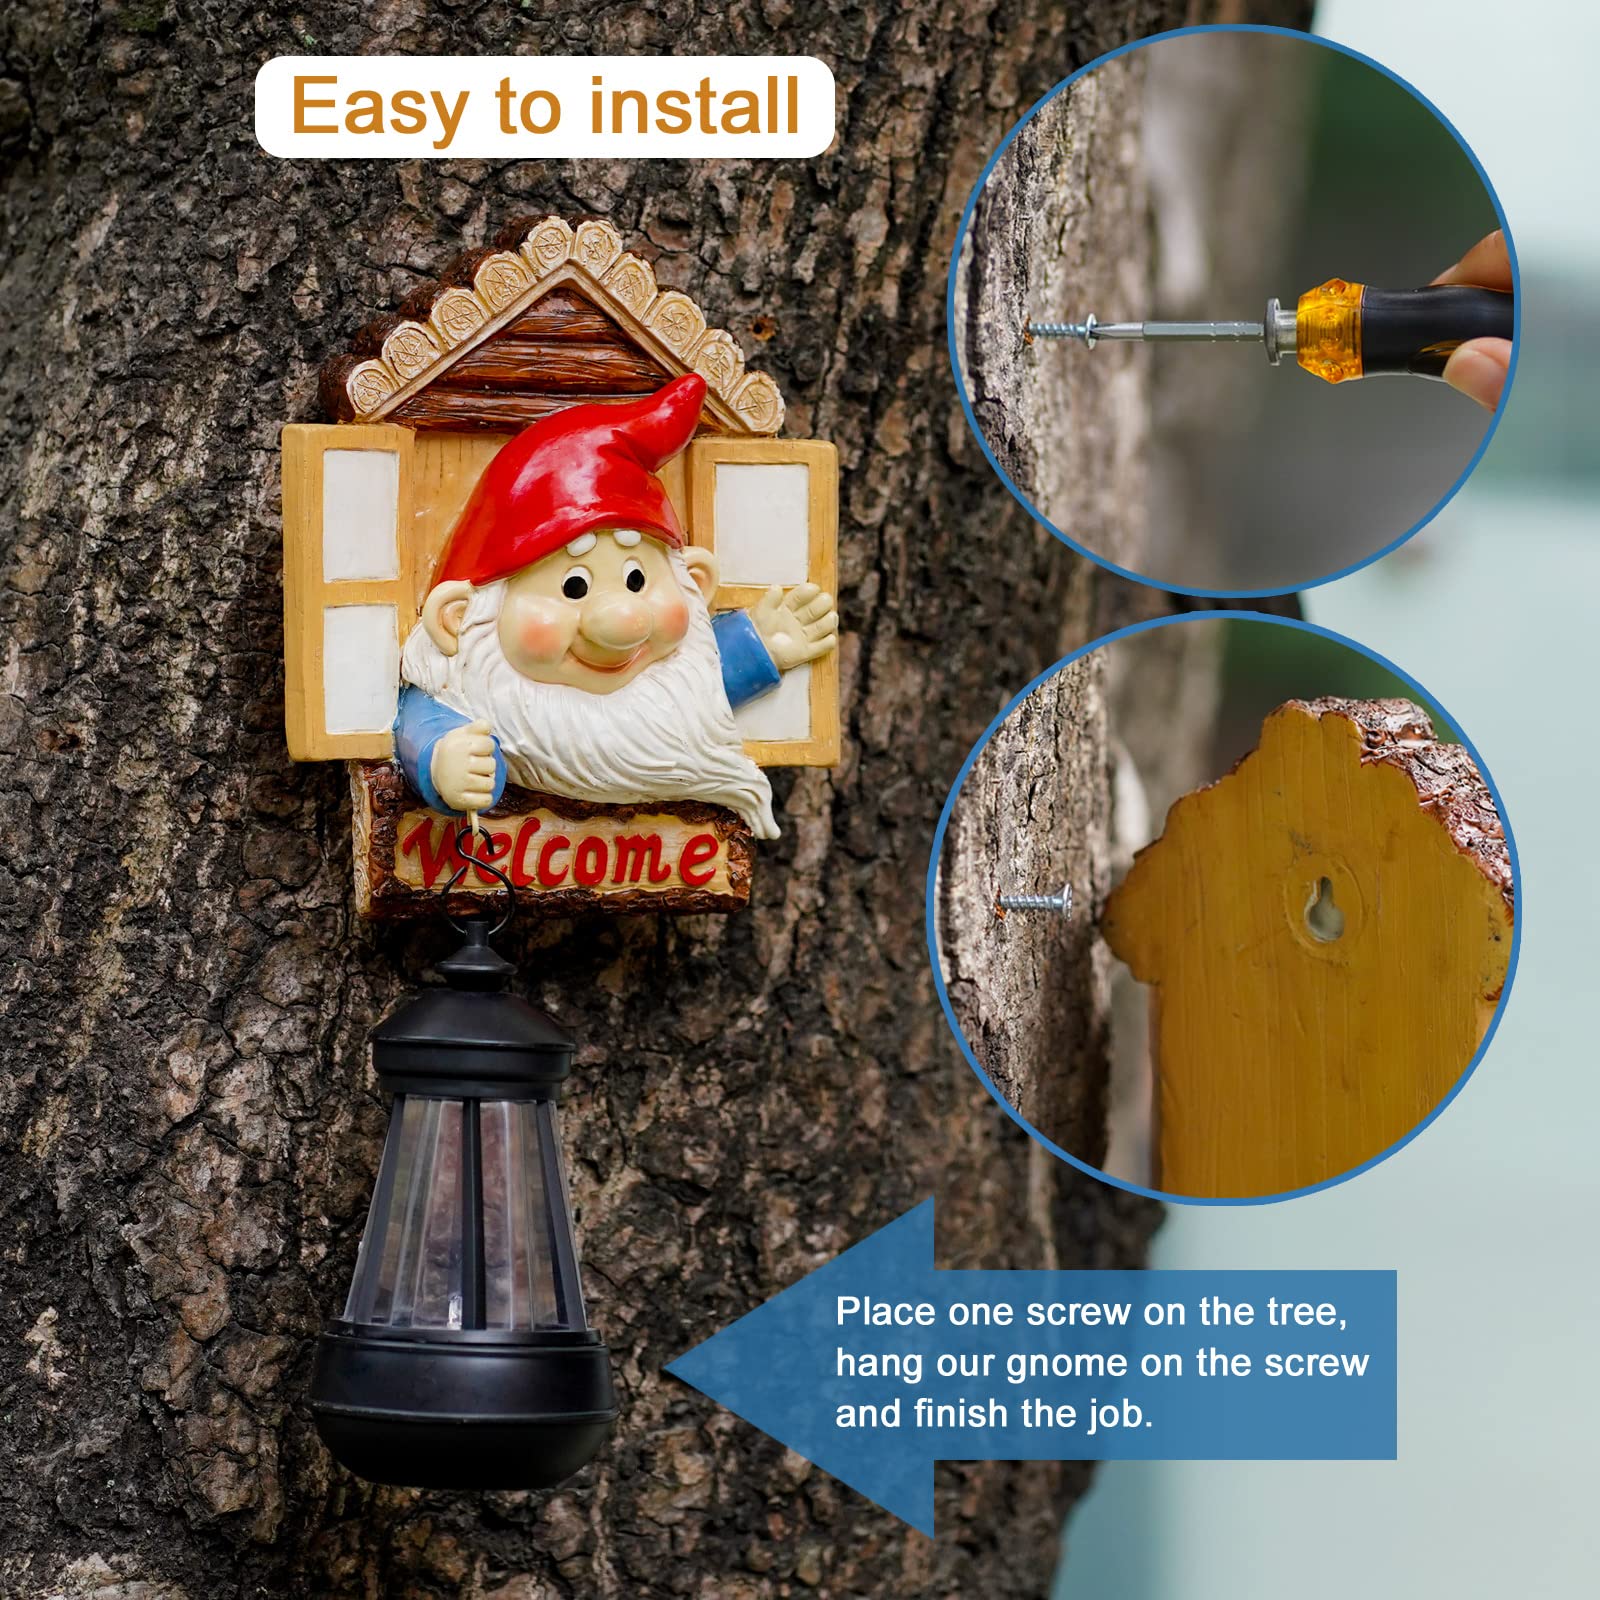 Easy to install
Welcome
Place one screw on the tree,
hang our gnome on the screw
and finish the job.